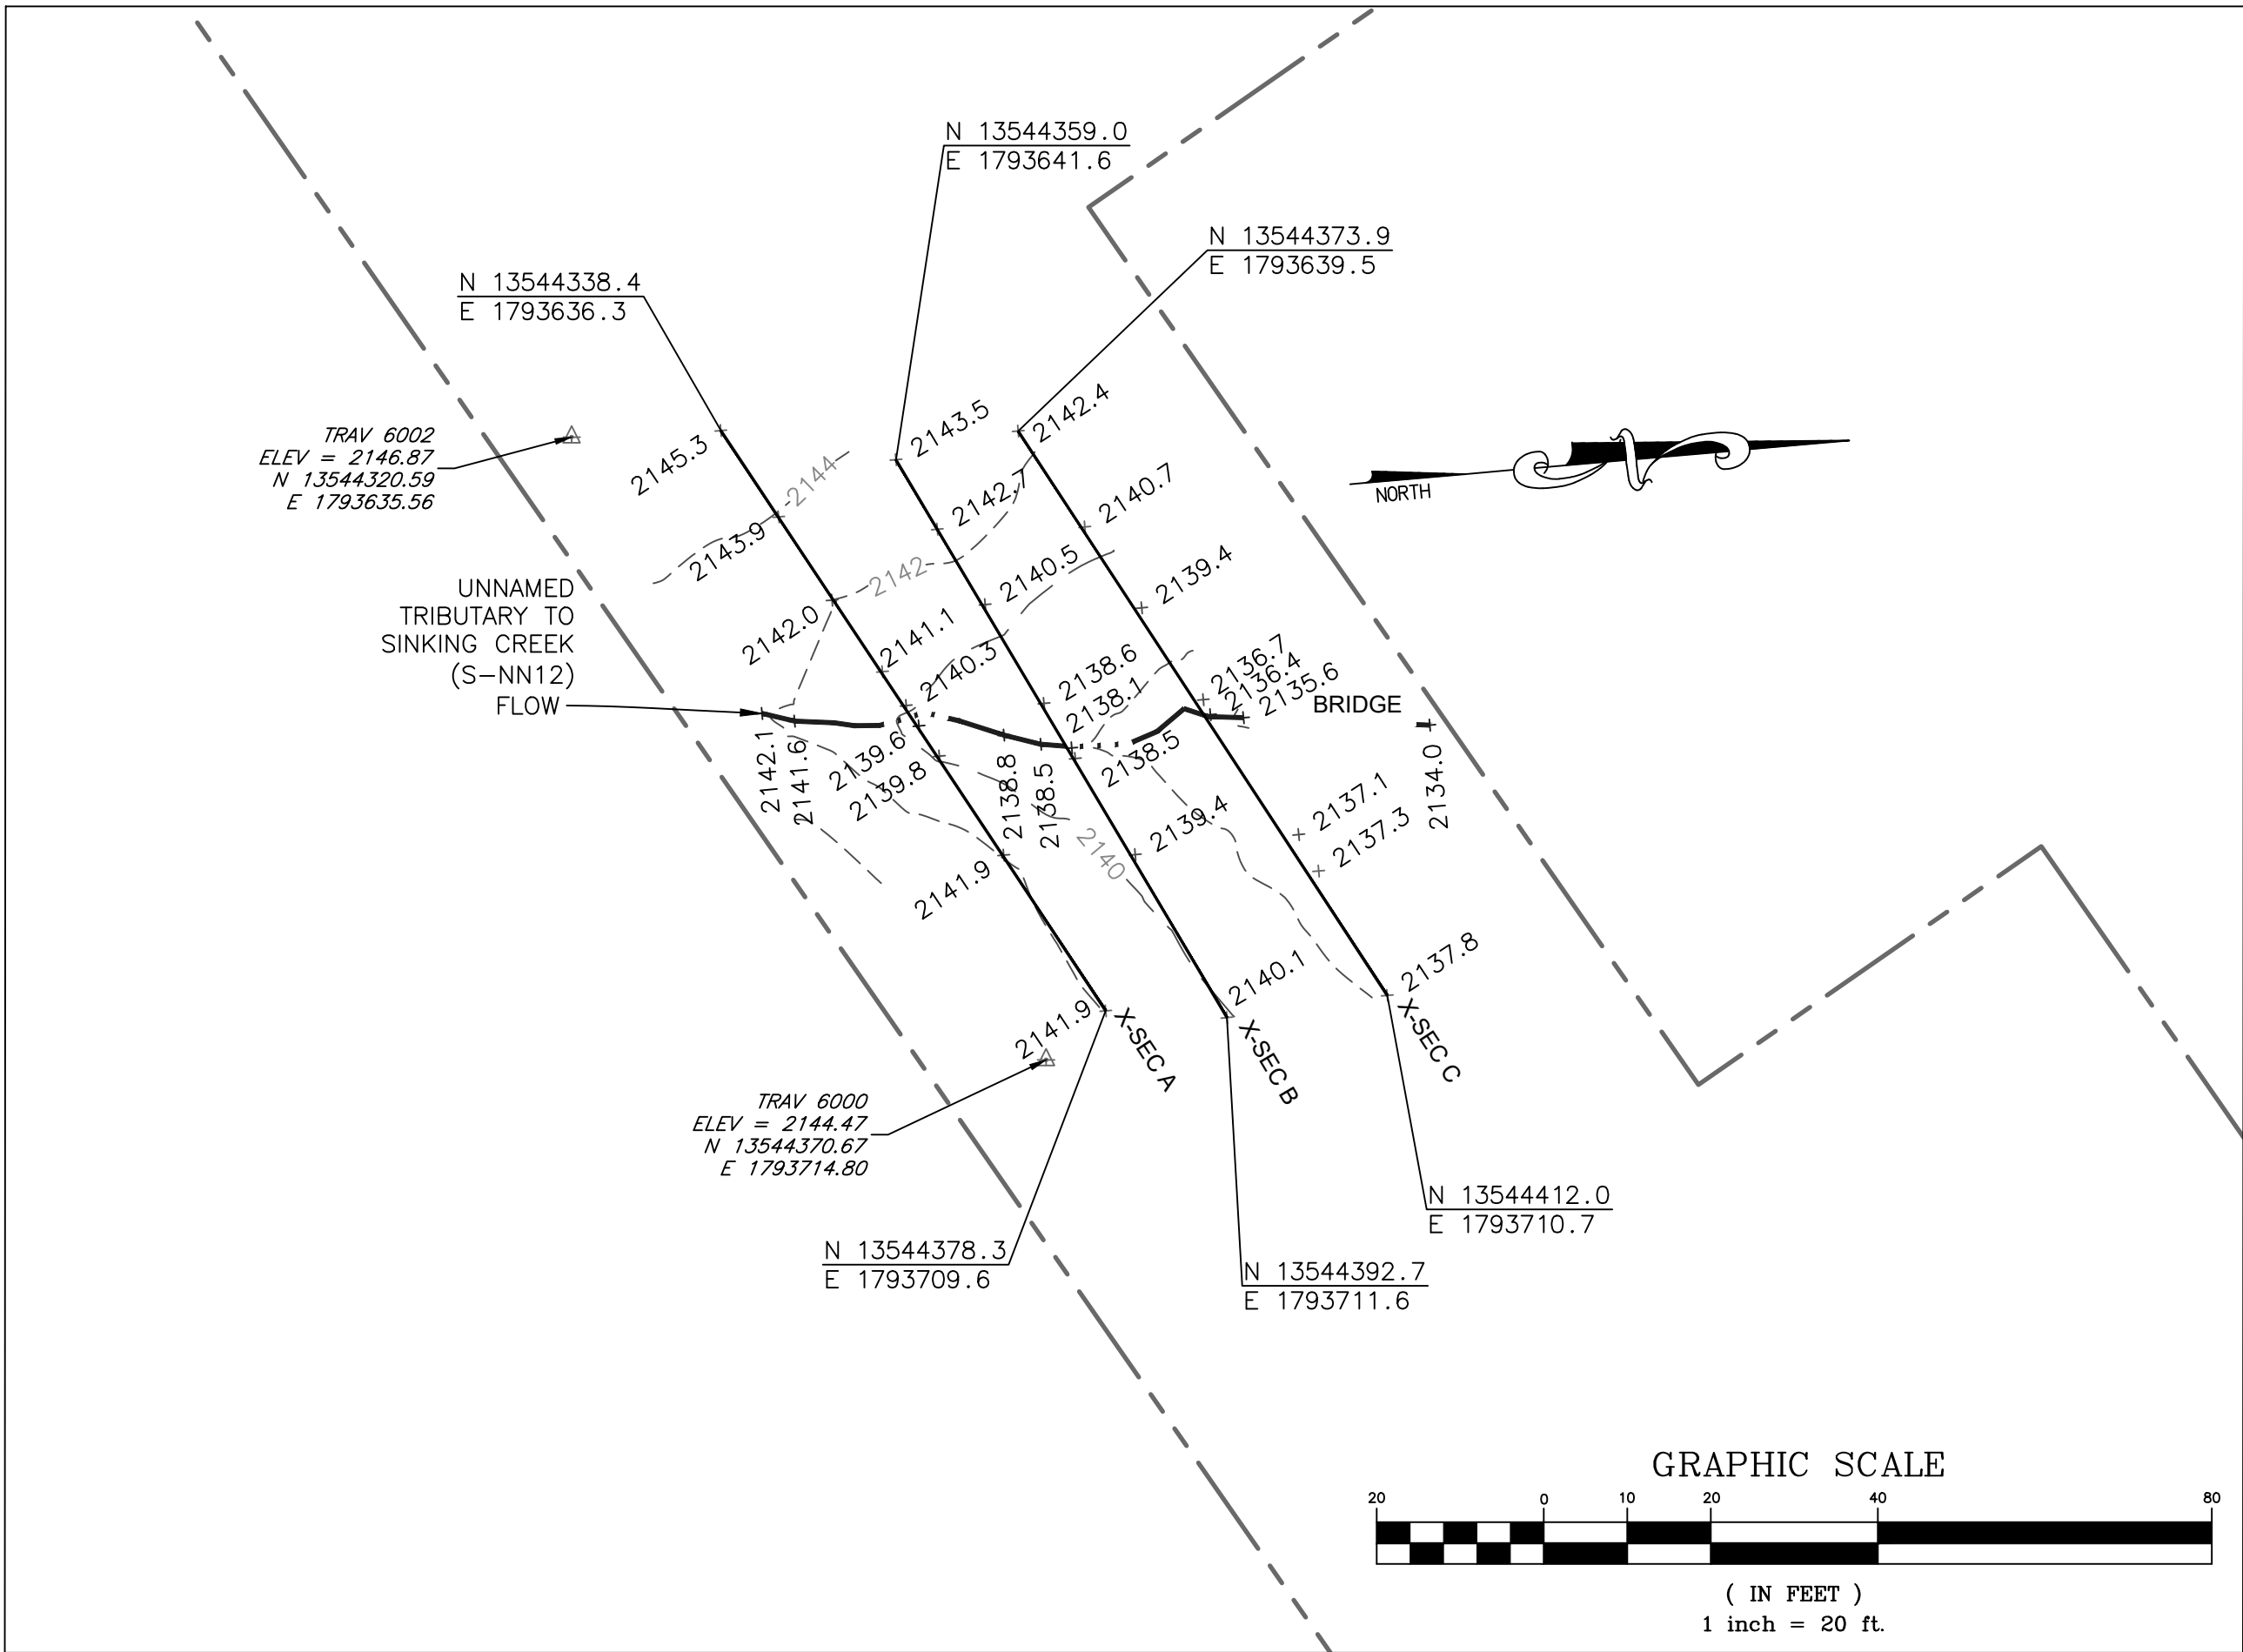 N 13544359.0
E 1793641.6
N 13544373.9
E 1793639.5
N 13544338.4
E 1793636.3
TRAV 6002
ELEV = 2146.87
N 13544320.59
E 1793635.56
2145.3
2144
2143.5
2142.4
2143.9
2142.7
2140.7
NORTH
UNNAMED
TRIBUTARY TO
SINKING CREEK
(S-NN12)
FLOW
2142.0
2142
2141.1
2140.5
2139.4
2140.3
2138.6
2138.1
2136.7
2136.4
2135.6
BRIDGE
2142.1
2141.6
2139.6
2139.8
2138.8
2138.5
2138.5
2134.0
2137.1
2137.3
2139.4
2140
2141.9
2137.8
2140.1
2141.9
X-SEC A
X-SEC B
X-SEC C
TRAV 6000
ELEV = 2144.47
N 13544370.67
E 1793714.80
N 13544412.0
E 1793710.7
N 13544378.3
E 1793709.6
N 13544392.7
E 1793711.6
GRAPHIC SCALE
20 0 10 20 40 80
( IN FEET )
1 inch = 20 ft.